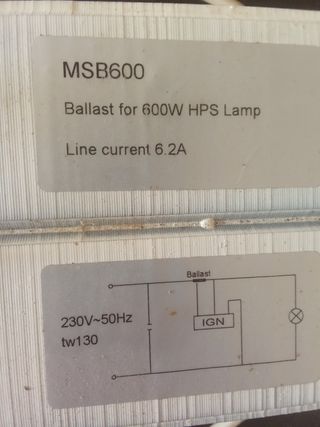 MSB600
Ballast for 600W HPS Lamp
Line current 6.2A
Ballast
IGN
230V~50Hz
tw130